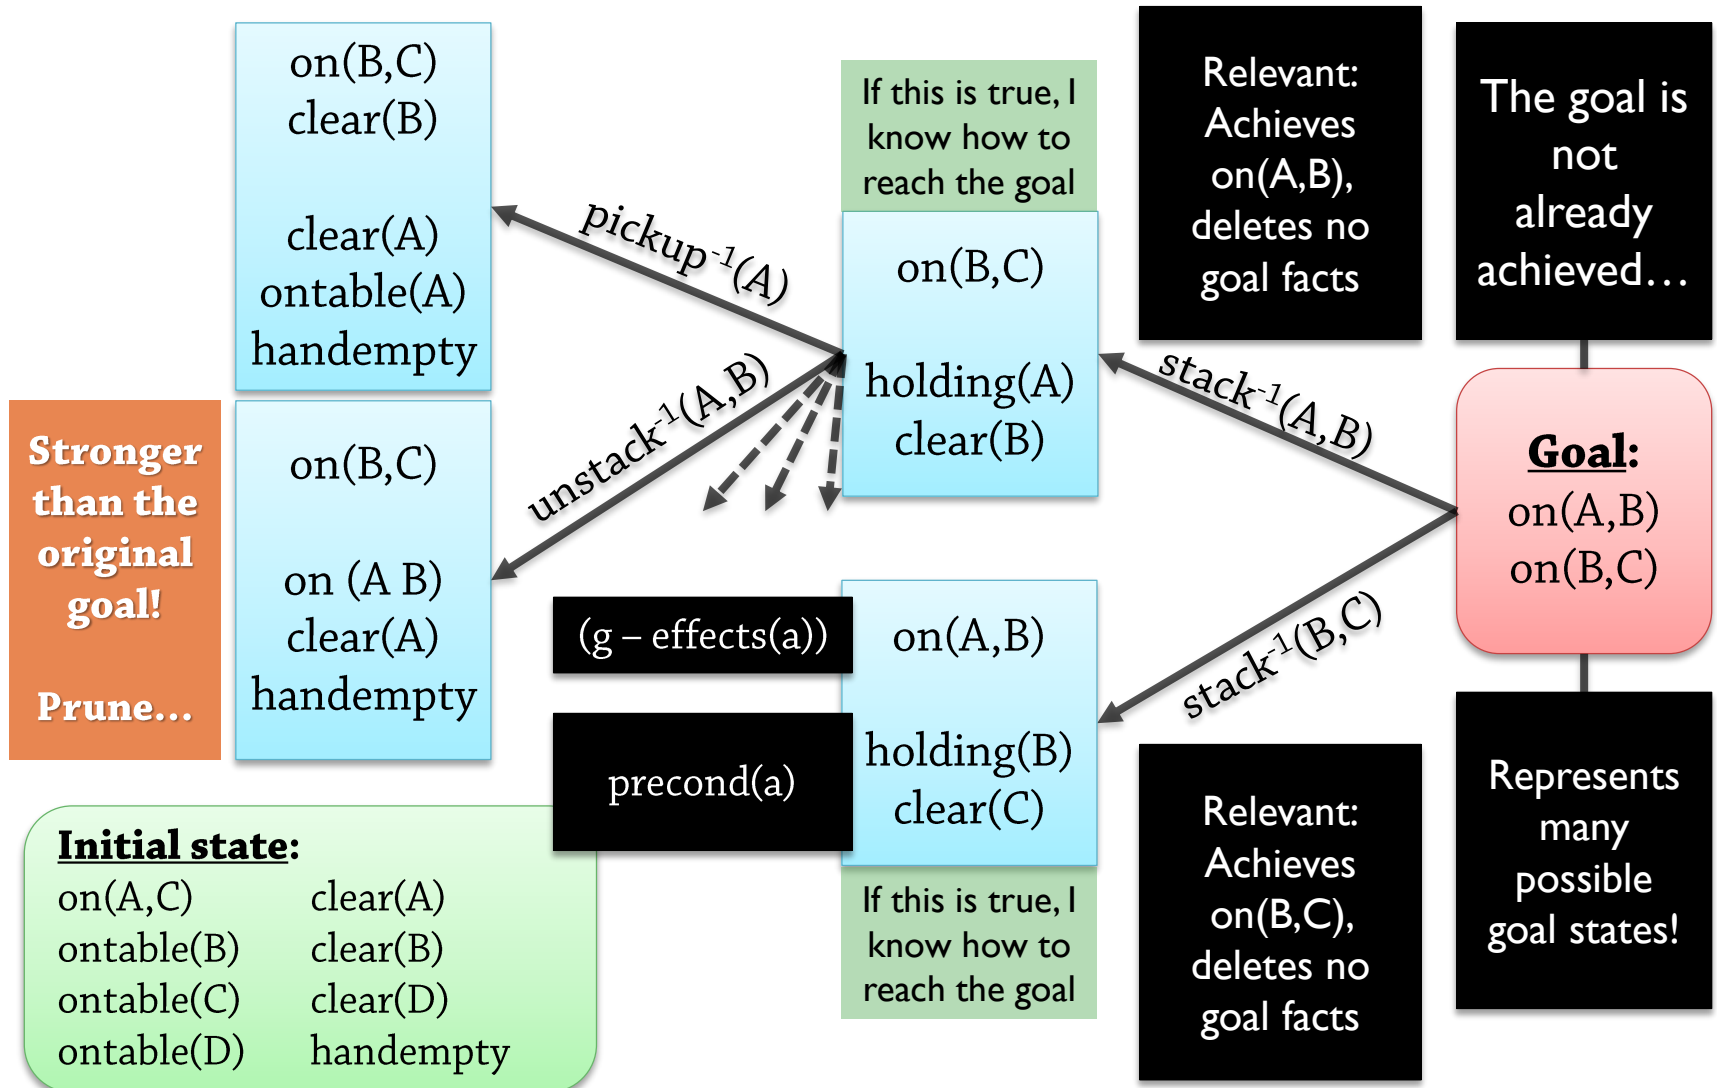 on(B,C)
clear(B)
clear(A)
ontable(A)
handempty
Stronger
than the
original
goal!
Prune...
on(B,C)
on (A B)
clear(A)
handempty
pickup⁻¹(A)
unstack⁻¹(A,B)
If this is true, I
know how to
reach the goal
on(B,C)
holding(A)
clear(B)
(g – effects(a))
precond(a)
on(A,B)
holding(B)
clear(C)
If this is true, I
know how to
reach the goal
stack⁻¹(A,B)
stack⁻¹(B,C)
Relevant:
Achieves
on(A,B),
deletes no
goal facts
Relevant:
Achieves
on(B,C),
deletes no
goal facts
The goal is
not
already
achieved…
Goal:
on(A,B)
on(B,C)
Represents
many
possible
goal states!
Initial state:
on(A,C) clear(A)
ontable(B) clear(B)
ontable(C) clear(D)
ontable(D) handempty